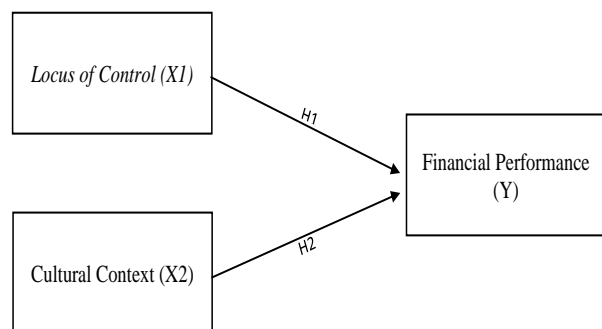 Locus of Control (X1)
H1
Financial Performance
(Y)
H2
Cultural Context (X2)